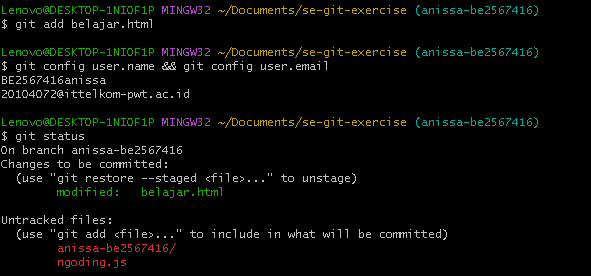 Lenovo@DESKTOP-1NIOF1P MINGW32 ~/Documents/se-git-exercise (anissa-be2567416)
$ git add belajar.html
Lenovo@DESKTOP-1NIOF1P MINGW32 ~/Documents/se-git-exercise (anissa-be2567416)
$ git config user.name && git config user.email
BE2567416anissa
20104072@ittelkom-pwt.ac.id
Lenovo@DESKTOP-1NIOF1P MINGW32 ~/Documents/se-git-exercise (anissa-be2567416)
$ git status
On branch anissa-be2567416
Changes to be committed:
  (use "git restore --staged <file>..." to unstage)
        modified:   belajar.html
Untracked files:
  (use "git add <file>..." to include in what will be committed)
        anissa-be2567416/
        ngoding.js